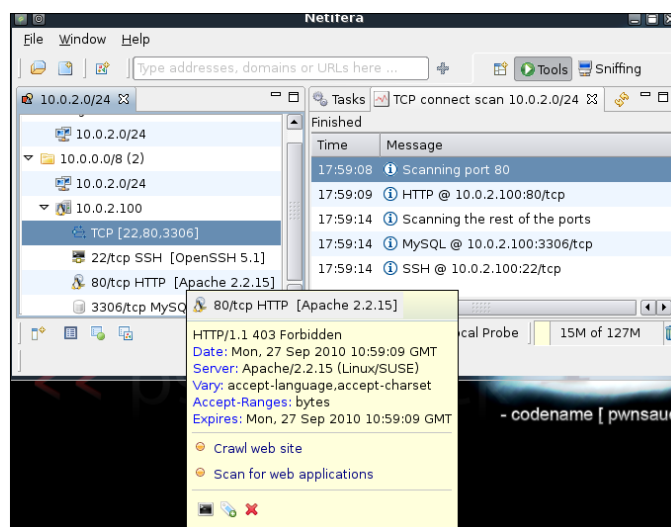 Netifera
File Window Help
Type address, domains or URLs here ...
Tools
Sniffing
10.0.2.0/24
Tasks
TCP connect scan 10.0.2.0/24
Finished
10.0.2.0/24
Time Message
10.0.0.0/8 (2)
17:59:08 Scanning port 80
10.0.2.0/24
17:59:09 HTTP @ 10.0.2.100:80/tcp
10.0.2.100
17:59:14 Scanning the rest of the ports
TCP [22,80,3306]
17:59:14 MySQL @ 10.0.2.100:3306/tcp
22/tcp SSH [OpenSSH 5.1]
17:59:14 SSH @ 10.0.2.100:22/tcp
80/tcp HTTP [Apache 2.2.15]
3306/tcp MySQ
80/tcp HTTP [Apache 2.2.15]
cal Probe
15M of 127M
HTTP/1.1 403 Forbidden
Date: Mon, 27 Sep 2010 10:59:09 GMT
Server: Apache/2.2.15 (Linux/SUSE)
Vary: accept-language,accept-charset
Accept-Ranges: bytes
Expires: Mon, 27 Sep 2010 10:59:09 GMT
- codename [ pwnsauc
Crawl web site
Scan for web applications